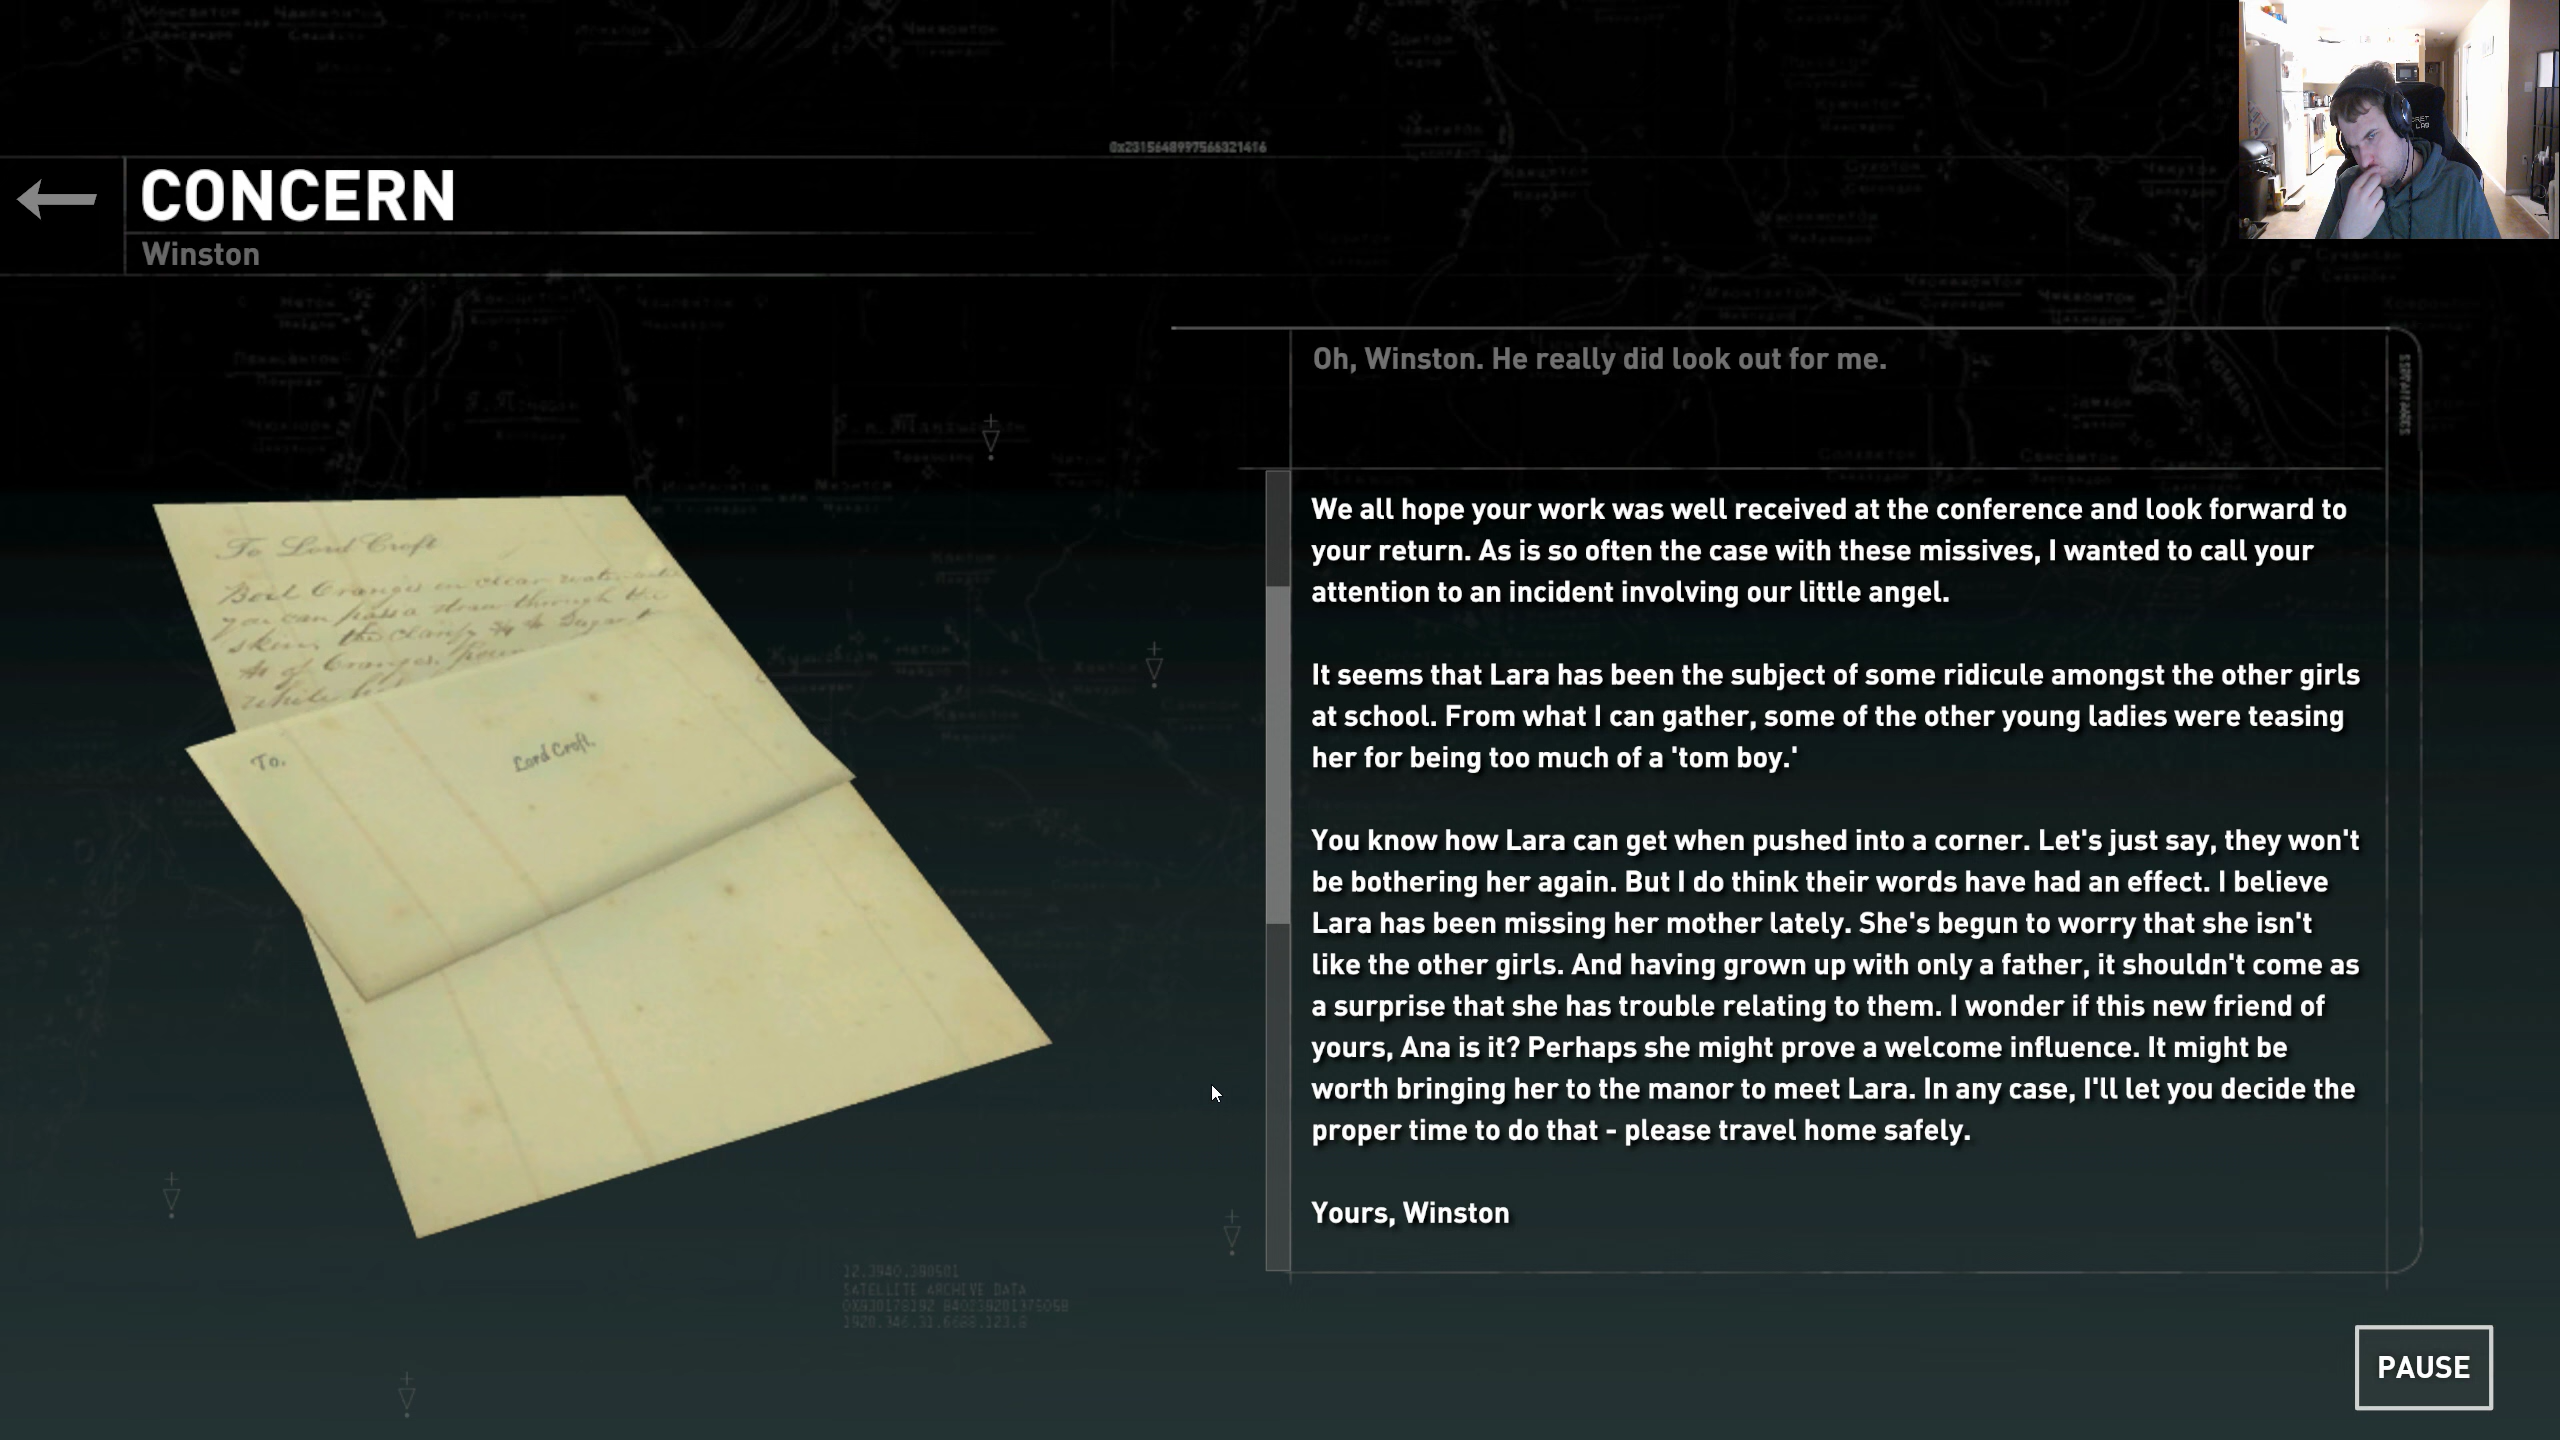 0x2315648997566321416
CONCERN
Winston
Oh, Winston. He really did look out for me.
To Lord Croft
To.
Lord Croft.
We all hope your work was well received at the conference and look forward to
your return. As is so often the case with these missives, I wanted to call your
attention to an incident involving our little angel.
It seems that Lara has been the subject of some ridicule amongst the other girls
at school. From what I can gather, some of the other young ladies were teasing
her for being too much of a 'tom boy.'
You know how Lara can get when pushed into a corner. Let's just say, they won't
be bothering her again. But I do think their words have had an effect. I believe
Lara has been missing her mother lately. She's begun to worry that she isn't
like the other girls. And having grown up with only a father, it shouldn't come as
a surprise that she has trouble relating to them. I wonder if this new friend of
yours, Ana is it? Perhaps she might prove a welcome influence. It might be
worth bringing her to the manor to meet Lara. In any case, I'll let you decide the
proper time to do that - please travel home safely.
Yours, Winston
SATELLITE ARCHIVE DATA
PAUSE